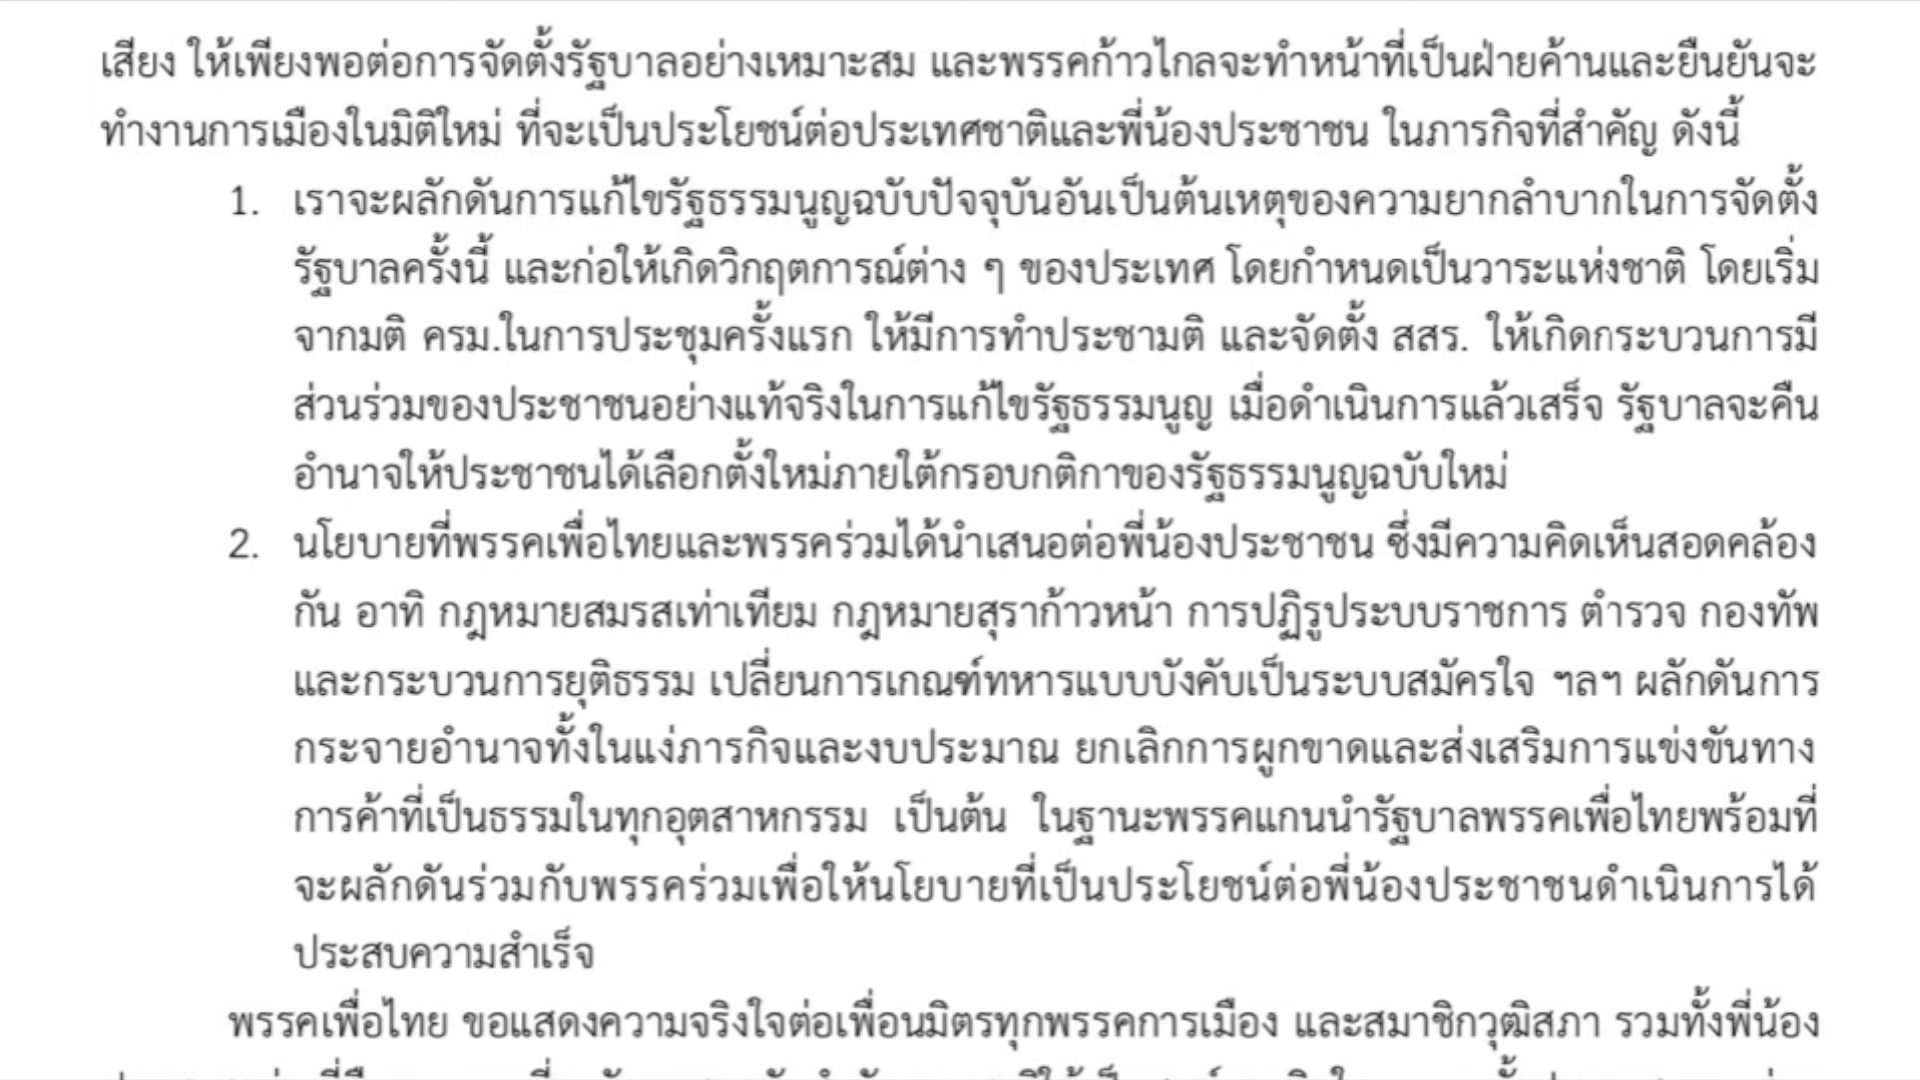 เสียง ให้เพียงพอต่อการจัดตั้งรัฐบาลอย่างเหมาะสม และพรรคก้าวไกลจะทำหน้าที่เป็นฝ่ายค้านและยืนยันจะ
ทำงานการเมืองในมิติใหม่ ที่จะเป็นประโยชน์ต่อประเทศชาติและพี่น้องประชาชน ในภารกิจที่สำคัญ ดังนี้
1. เราจะผลักดันการแก้ไขรัฐธรรมนูญฉบับปัจจุบันอันเป็นต้นเหตุของความยากลำบากในการจัดตั้ง
รัฐบาลครั้งนี้ และก่อให้เกิดวิกฤตการณ์ต่าง ๆ ของประเทศ โดยกำหนดเป็นวาระแห่งชาติ โดยเริ่ม
จากมติ ครม.ในการประชุมครั้งแรก ให้มีการทำประชามติ และจัดตั้ง สสร. ให้เกิดกระบวนการมี
ส่วนร่วมของประชาชนอย่างแท้จริงในการแก้ไขรัฐธรรมนูญ เมื่อดำเนินการแล้วเสร็จ รัฐบาลจะคืน
อำนาจให้ประชาชนได้เลือกตั้งใหม่ภายใต้กรอบกติกาของรัฐธรรมนูญฉบับใหม่
2. นโยบายที่พรรคเพื่อไทยและพรรคร่วมได้นำเสนอต่อพี่น้องประชาชน ซึ่งมีความคิดเห็นสอดคล้อง
กัน อาทิ กฎหมายสมรสเท่าเทียม กฎหมายสุราก้าวหน้า การปฏิรูประบบราชการ ตำรวจ กองทัพ
และกระบวนการยุติธรรม เปลี่ยนการเกณฑ์ทหารแบบบังคับเป็นระบบสมัครใจ ฯลฯ ผลักดันการ
กระจายอำนาจทั้งในแง่ภารกิจและงบประมาณ ยกเลิกการผูกขาดและส่งเสริมการแข่งขันทาง
การค้าที่เป็นธรรมในทุกอุตสาหกรรม เป็นต้น ในฐานะพรรคแกนนำรัฐบาลพรรคเพื่อไทยพร้อมที่
จะผลักดันร่วมกับพรรคร่วมเพื่อให้นโยบายที่เป็นประโยชน์ต่อพี่น้องประชาชนดำเนินการได้
ประสบความสำเร็จ
พรรคเพื่อไทย ขอแสดงความจริงใจต่อเพื่อนมิตรทุกพรรคการเมือง และสมาชิกวุฒิสภา รวมทั้งพี่น้อง